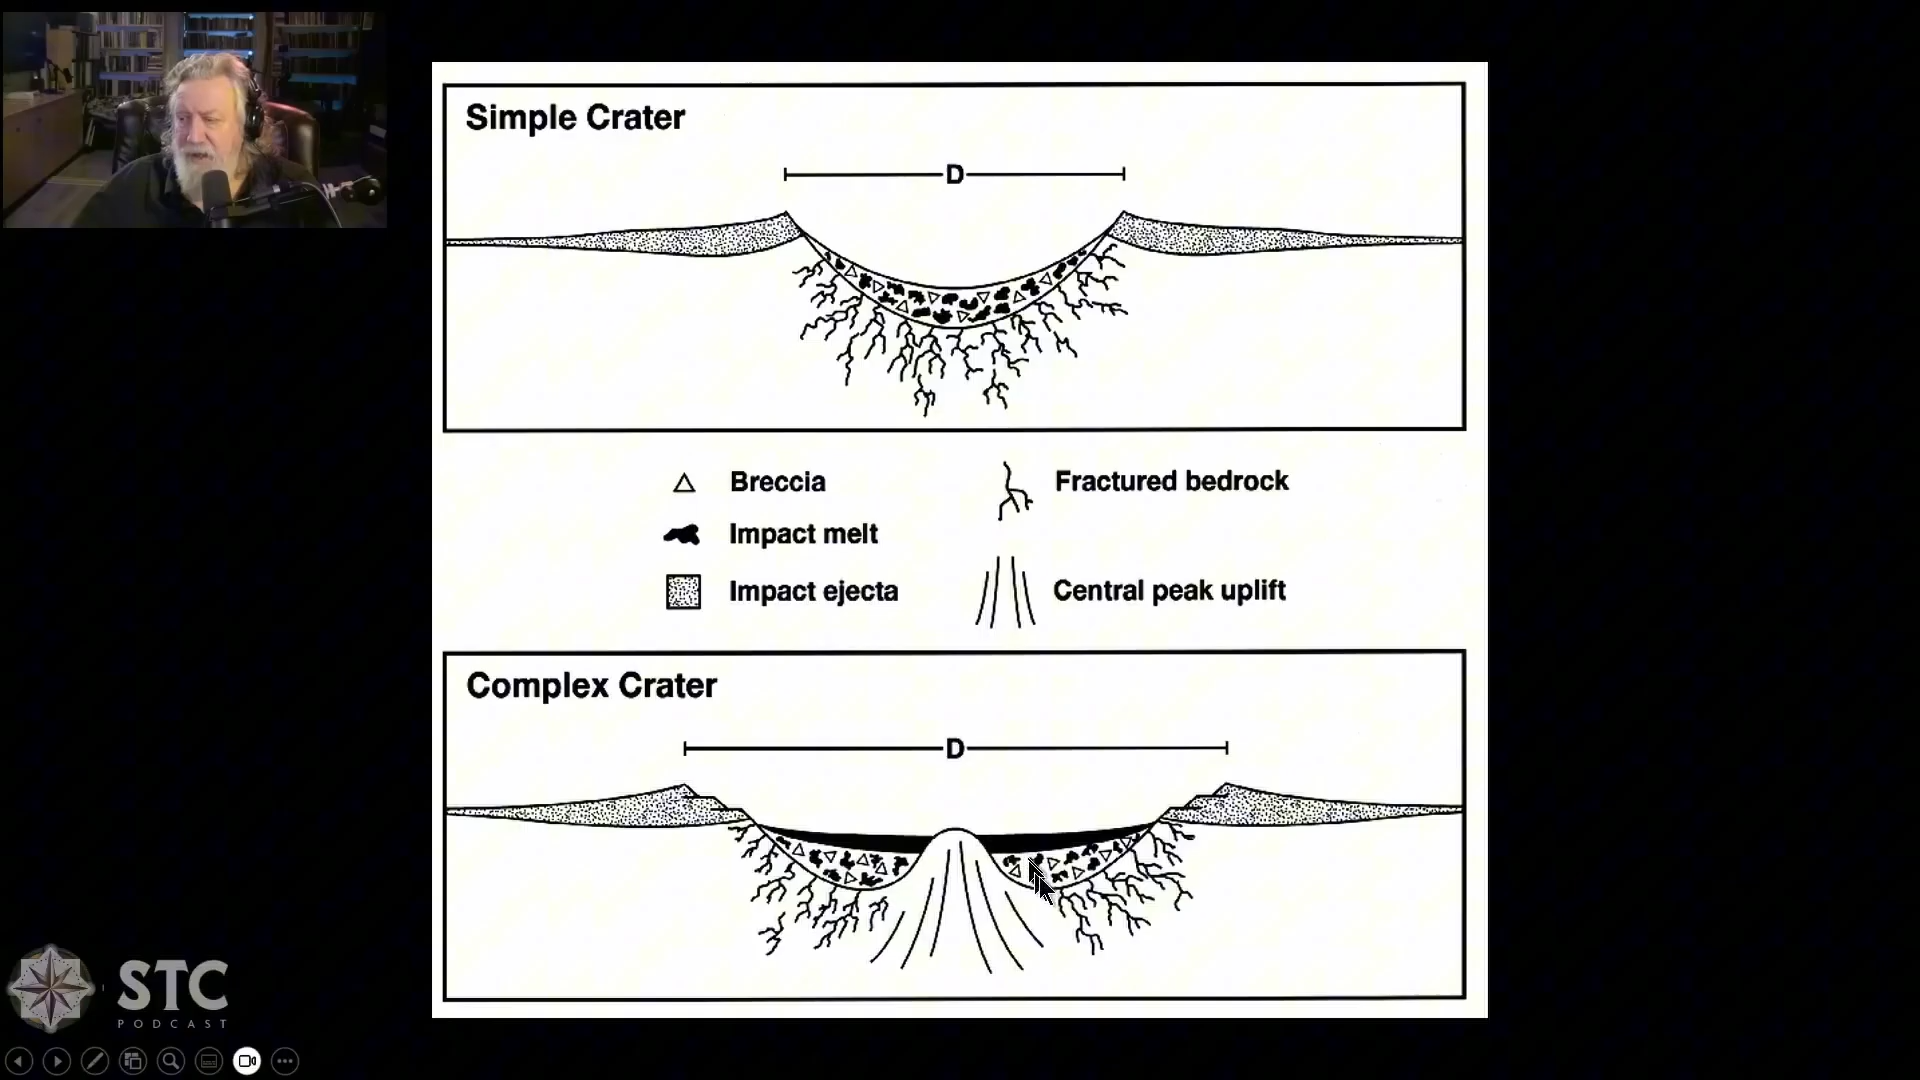 Simple Crater
D
Breccia
Fractured bedrock
Impact melt
Impact ejecta
Central peak uplift
Complex Crater
D
STC
PODCAST